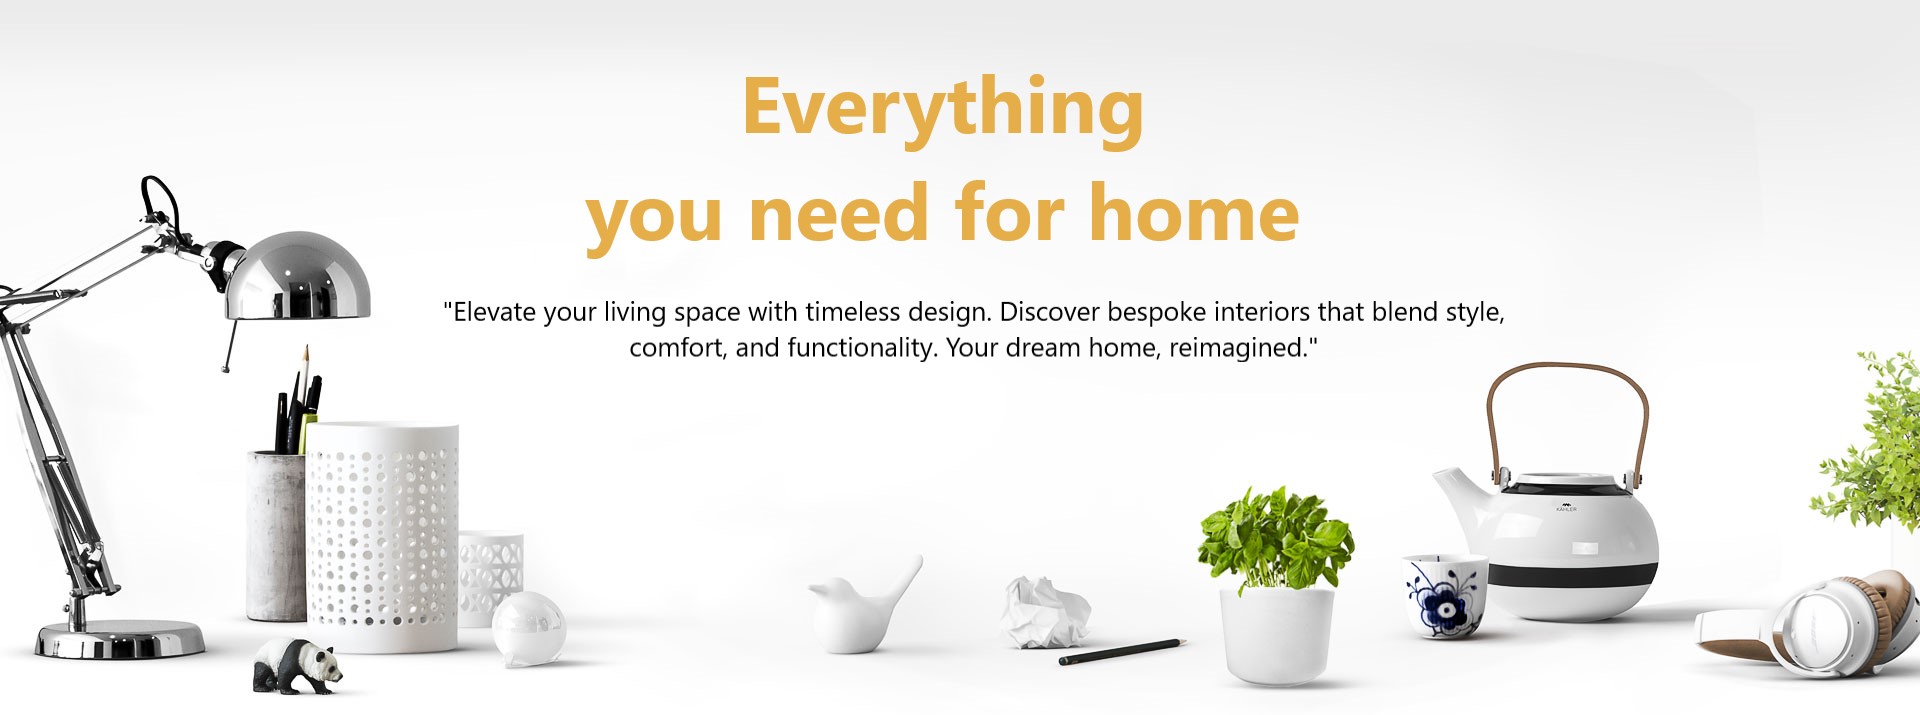 Everything
you need for home
"Elevate your living space with timeless design. Discover bespoke interiors that blend style,
comfort, and functionality. Your dream home, reimagined."
KÄHLER